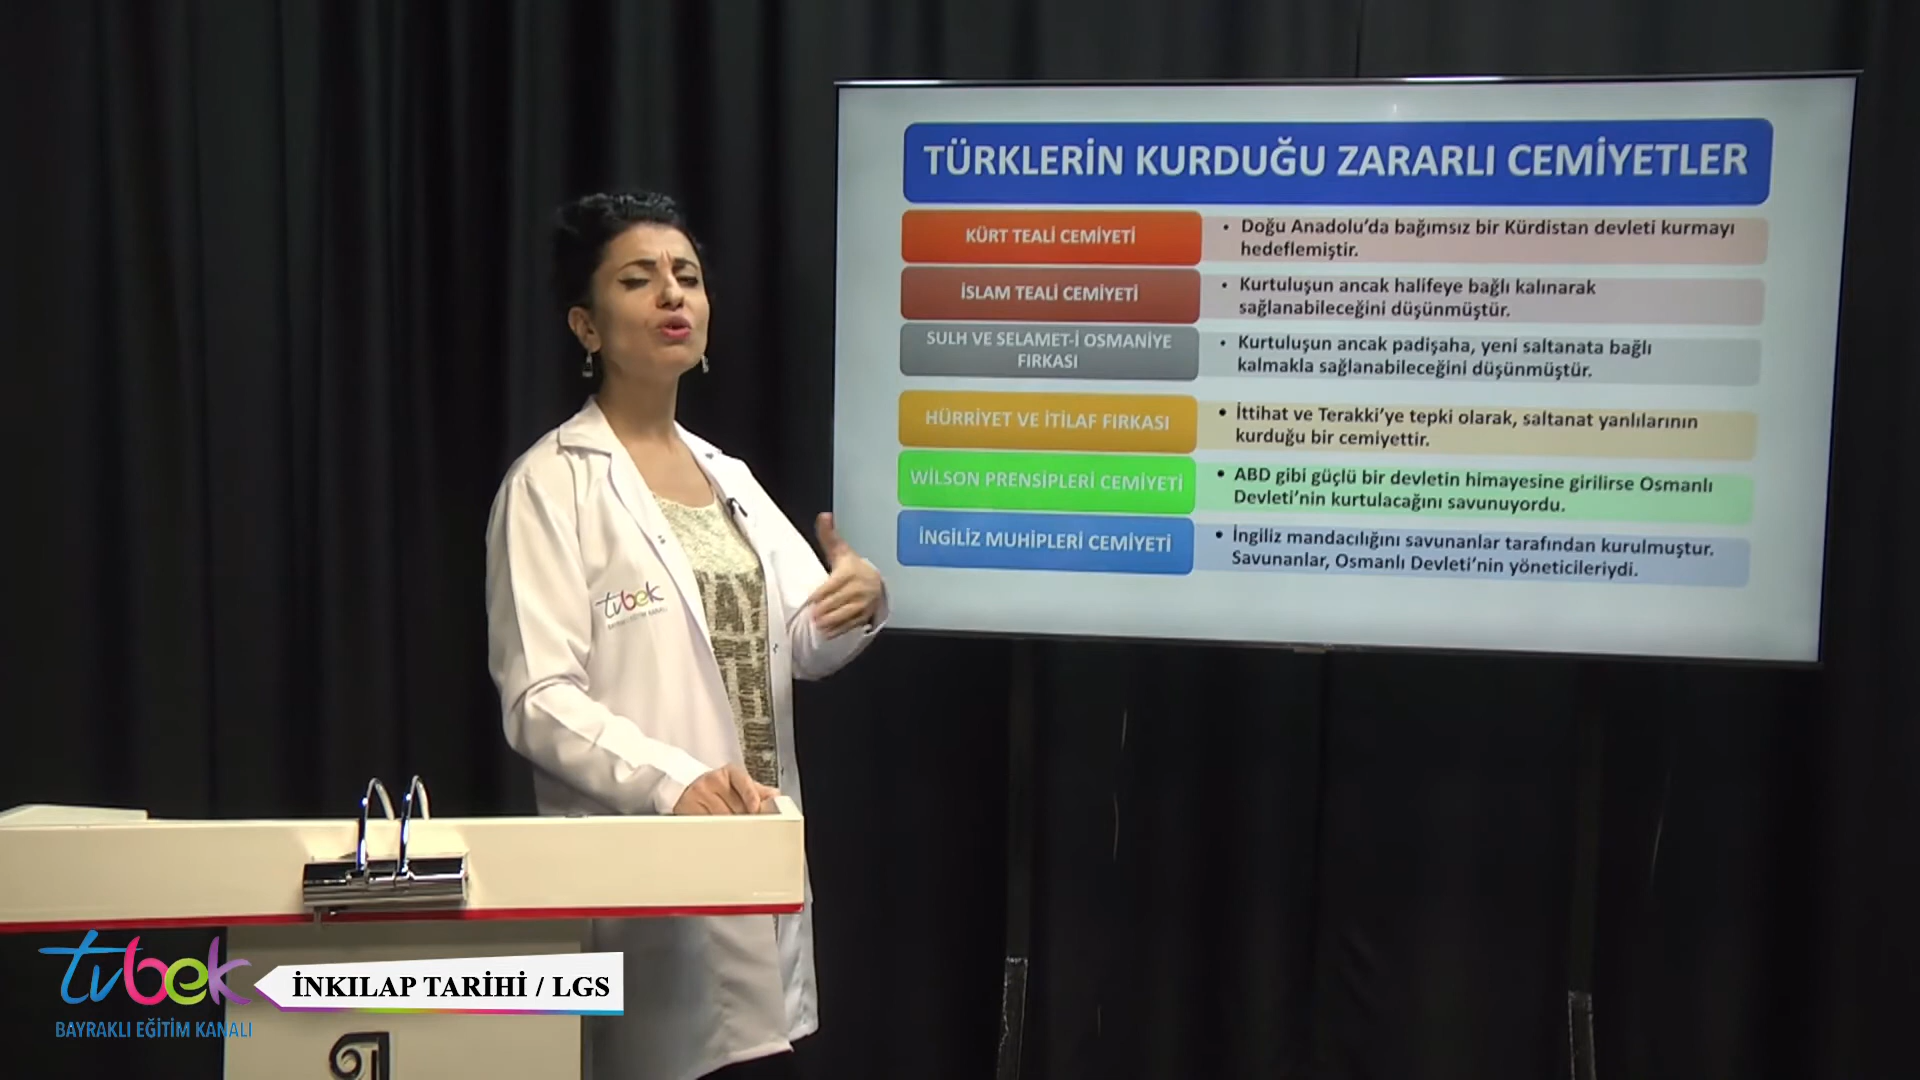 TÜRKLERİN KURDUĞU ZARARLI CEMİYETLER
KÜRT TEALİ CEMİYETİ
• Doğu Anadolu'da bağımsız bir Kürdistan devleti kurmayı
hedeflemiştir.
İSLAM TEALİ CEMİYETİ
• Kurtuluşun ancak halifeye bağlı kalınarak
sağlanabileceğini düşünmüştür.
SULH VE SELAMET-İ OSMANİYE
FIRKASI
• Kurtuluşun ancak padişaha, yeni saltanata bağlı
kalmakla sağlanabileceğini düşünmüştür.
HÜRRİYET VE İTİLAF FIRKASI
• İttihat ve Terakki'ye tepki olarak, saltanat yanlılarının
kurduğu bir cemiyettir.
WİLSON PRENSİPLERİ CEMİYETİ
• ABD gibi güçlü bir devletin himayesine girilirse Osmanlı
Devleti'nin kurtulacağını savunuyordu.
İNGİLİZ MUHİPLERİ CEMİYETİ
• İngiliz mandacılığını savunanlar tarafından kurulmuştur.
Savunanlar, Osmanlı Devleti'nin yöneticileriydi.
tvbek
BAYRAKLI EĞİTİM KANALI
tvbek
BAYRAKLI EĞİTİM KANALI
İNKILAP TARİHİ / LGS